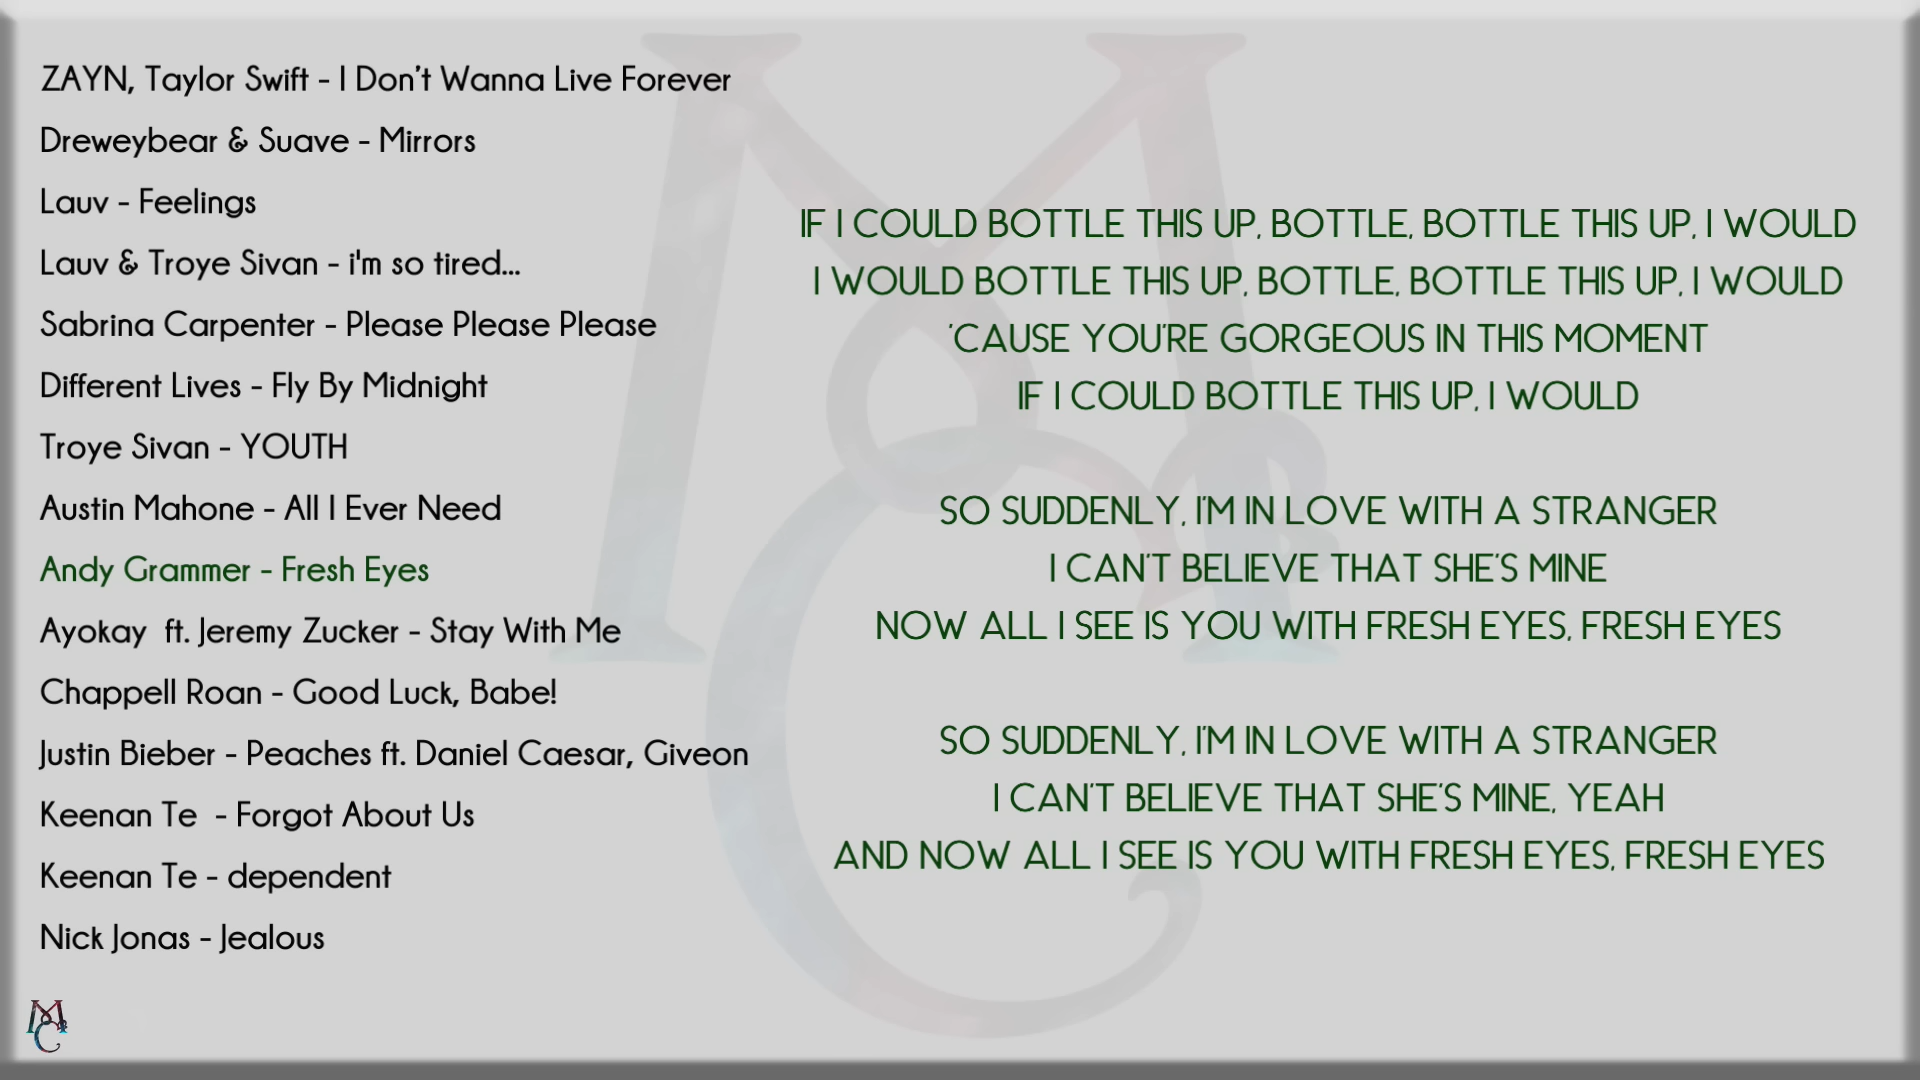 ZAYN, Taylor Swift - I Don't Wanna Live Forever
Dreweybear & Suave - Mirrors
Lauv - Feelings
Lauv & Troye Sivan - i'm so tired...
Sabrina Carpenter - Please Please Please
Different Lives - Fly By Midnight
Troye Sivan - YOUTH
Austin Mahone - All I Ever Need
Andy Grammer - Fresh Eyes
Ayokay  ft. Jeremy Zucker - Stay With Me
Chappell Roan - Good Luck, Babe!
Justin Bieber - Peaches ft. Daniel Caesar, Giveon
Keenan Te  - Forgot About Us
Keenan Te - dependent
Nick Jonas - Jealous
IF I COULD BOTTLE THIS UP, BOTTLE, BOTTLE THIS UP, I WOULD
I WOULD BOTTLE THIS UP, BOTTLE, BOTTLE THIS UP, I WOULD
'CAUSE YOU'RE GORGEOUS IN THIS MOMENT
IF I COULD BOTTLE THIS UP, I WOULD
SO SUDDENLY, I'M IN LOVE WITH A STRANGER
I CAN'T BELIEVE THAT SHE'S MINE
NOW ALL I SEE IS YOU WITH FRESH EYES, FRESH EYES
SO SUDDENLY, I'M IN LOVE WITH A STRANGER
I CAN'T BELIEVE THAT SHE'S MINE, YEAH
AND NOW ALL I SEE IS YOU WITH FRESH EYES, FRESH EYES